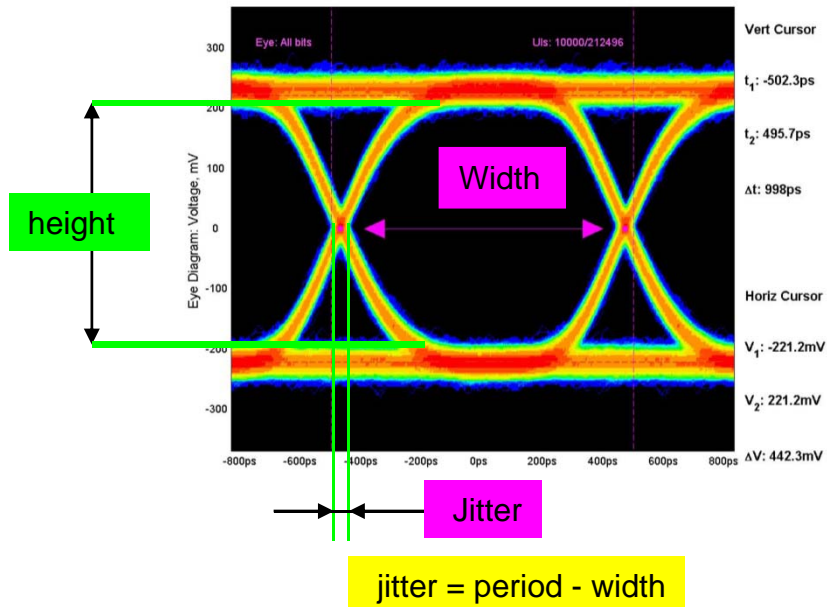 Eye: All bits
UIs: 10000/212496
Vert Cursor
t1: -502.3ps
t2: 495.7ps
Δt: 998ps
Horiz Cursor
V1: -221.2mV
V2: 221.2mV
ΔV: 442.3mV
Eye Diagram: Voltage, mV
300
200
100
0
-100
-200
-300
height
Width
-800ps -600ps -400ps -200ps 0ps 200ps 400ps 600ps 800ps
Jitter
jitter = period - width